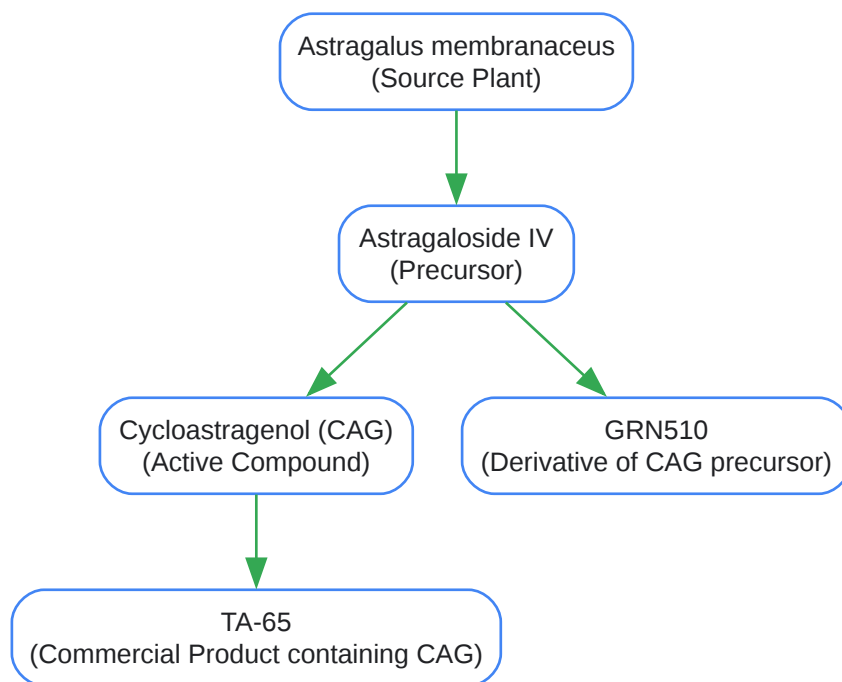 Astragalus membranaceus
(Source Plant)
Astragaloside IV
(Precursor)
Cycloastragenol (CAG)
(Active Compound)
GRN510
(Derivative of CAG precursor)
TA-65
(Commercial Product containing CAG)